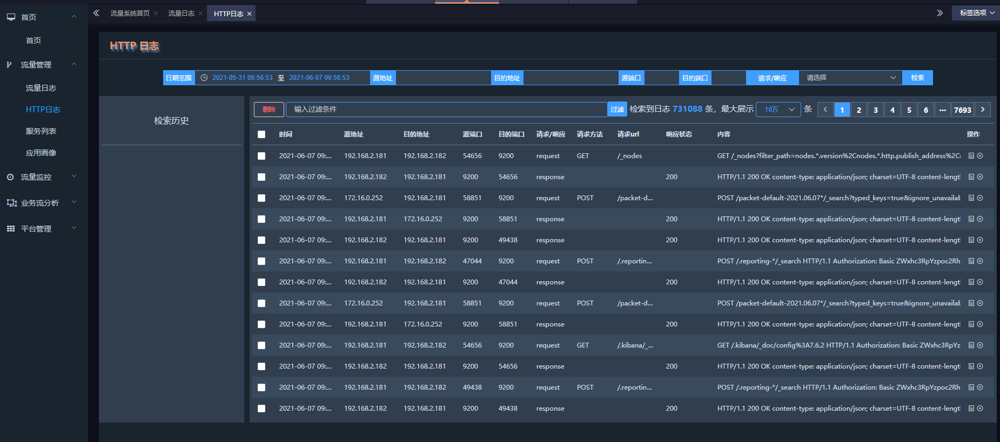 首页
首页
流量管理
流量日志
HTTP日志
服务列表
应用画像
流量监控
业务流分析
平台管理
流量系统首页 流量日志 HTTP日志 标签选项
HTTP 日志
日期范围 2021-05-31 09:56:53 至 2021-06-07 09:56:53 源地址 目的地址 源端口 目的端口 请求/响应 请选择 检索
检索历史
删除 输入过滤条件 过滤 检索到日志 731088 条，最大展示 10万 条 1 2 3 4 5 6 ··· 7693
时间 源地址 目的地址 源端口 目的端口 请求/响应 请求方法 请求url 响应状态 内容 操作
2021-06-07 09:... 192.168.2.181 192.168.2.182 54656 9200 request GET /_nodes GET /_nodes?filter_path=nodes.*.version%2Cnodes.*.http.publish_address%2Cn
2021-06-07 09:... 192.168.2.182 192.168.2.181 9200 54656 response 200 HTTP/1.1 200 OK content-type: application/json; charset=UTF-8 content-lengt
2021-06-07 09:... 172.16.0.252 192.168.2.181 58851 9200 request POST /packet-d... POST /packet-default-2021.06.07*/_search?typed_keys=true&ignore_unavailab
2021-06-07 09:... 192.168.2.181 172.16.0.252 9200 58851 response 200 HTTP/1.1 200 OK content-type: application/json; charset=UTF-8 content-lengt
2021-06-07 09:... 192.168.2.182 192.168.2.181 9200 49438 response 200 HTTP/1.1 200 OK content-type: application/json; charset=UTF-8 content-lengt
2021-06-07 09:... 192.168.2.181 192.168.2.182 47044 9200 request POST /.reportin... POST /.reporting-*/_search HTTP/1.1 Authorization: Basic ZWxhc3RpYzpoc2Rh
2021-06-07 09:... 192.168.2.182 192.168.2.181 9200 47044 response 200 HTTP/1.1 200 OK content-type: application/json; charset=UTF-8 content-lengt
2021-06-07 09:... 172.16.0.252 192.168.2.181 58851 9200 request POST /packet-d... POST /packet-default-2021.06.07*/_search?typed_keys=true&ignore_unavailab
2021-06-07 09:... 192.168.2.181 172.16.0.252 9200 58851 response 200 HTTP/1.1 200 OK content-type: application/json; charset=UTF-8 content-lengt
2021-06-07 09:... 192.168.2.181 192.168.2.182 54656 9200 request GET /.kibana/_... GET /.kibana/_doc/config%3A7.6.2 HTTP/1.1 Authorization: Basic ZWxhc3RpYz
2021-06-07 09:... 192.168.2.182 192.168.2.181 9200 54656 response 200 HTTP/1.1 200 OK content-type: application/json; charset=UTF-8 content-lengt
2021-06-07 09:... 192.168.2.181 192.168.2.182 49438 9200 request POST /.reportin... POST /.reporting-*/_search HTTP/1.1 Authorization: Basic ZWxhc3RpYzpoc2Rh
2021-06-07 09:... 192.168.2.182 192.168.2.181 9200 49438 response 200 HTTP/1.1 200 OK content-type: application/json; charset=UTF-8 content-lengt